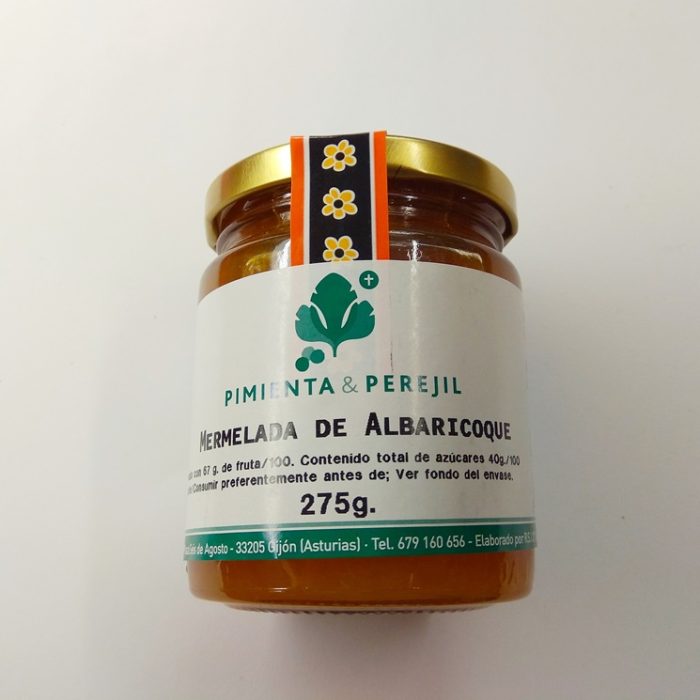 PIMIENTA & PEREJIL
MERMELADA DE ALBARICOQUE
con 67 g. de fruta/100. Contenido total de azúcares 40g./100
Consumir preferentemente antes de; Ver fondo del envase.
275g.
de Agosto - 33205 Gijón (Asturias) - Tel. 679 160 656 - Elaborado por R.S.